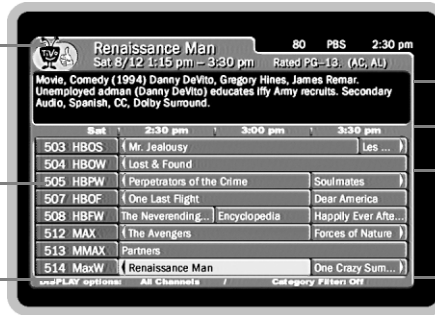 TiVo
Renaissance Man 80 PBS 2:30 pm
Sat 8/12 1:15 pm – 3:30 pm Rated PG–13. (AC, AL)
Movie, Comedy (1994) Danny DeVito, Gregory Hines, James Remar.
Unemployed adman (Danny DeVito) educates iffy Army recruits. Secondary
Audio, Spanish, CC, Dolby Surround.
Sat 2:30 pm 3:00 pm 3:30 pm
503 HBOS Mr. Jealousy Les ...
504 HBOW Lost & Found
505 HBPW Perpetrators of the Crime Soulmates
507 HBOF One Last Flight Dear America
508 HBFW The Neverending... Encyclopedia Happily Ever Afte...
512 MAX The Avengers Forces of Nature
513 MMAX Partners
514 MaxW Renaissance Man One Crazy Sum...
DISPLAY options: All Channels / Category Filter: Off